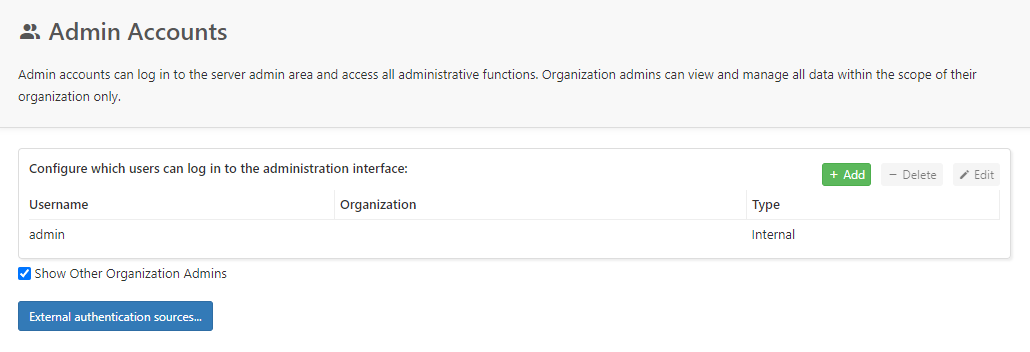 Admin Accounts
Admin accounts can log in to the server admin area and access all administrative functions. Organization admins can view and manage all data within the scope of their
organization only.
Configure which users can log in to the administration interface:
+ Add
− Delete
Edit
Username Organization Type
admin Internal
Show Other Organization Admins
External authentication sources...